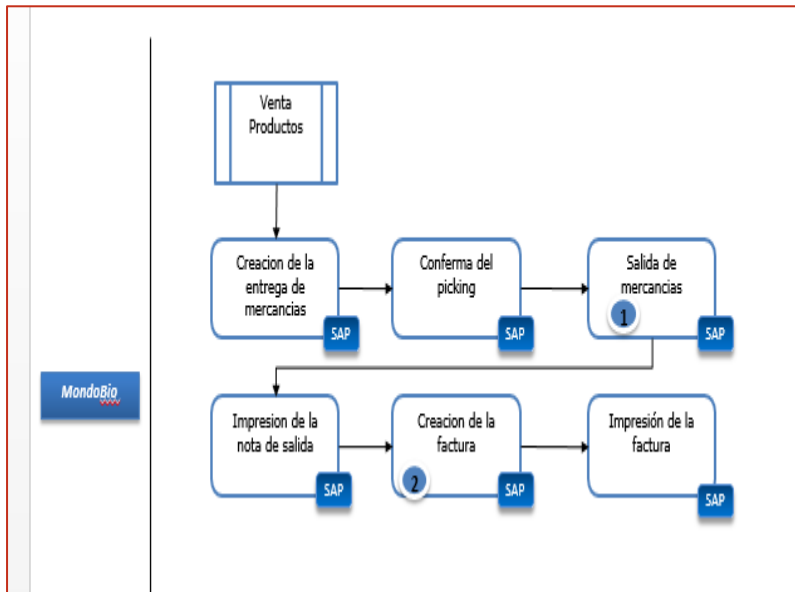 Venta
Productos
Creacion de la
entrega de
mercancias
SAP
Conferma del
picking
SAP
Salida de
mercancias
1
SAP
MondoBio
Impresion de la
nota de salida
SAP
Creacion de la
factura
2
SAP
Impresión de la
factura
SAP